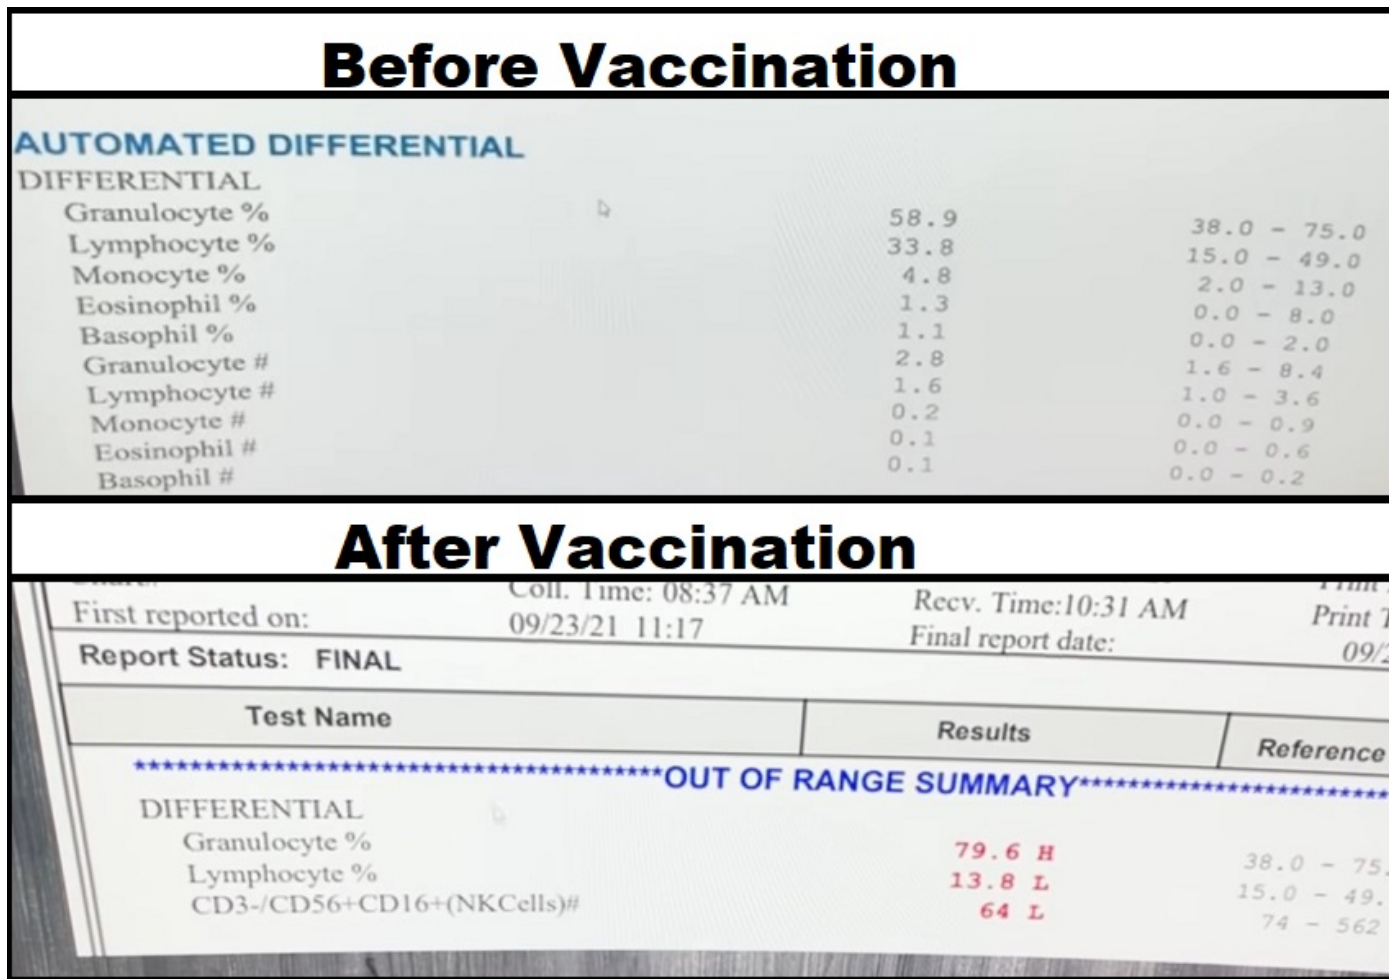 Before Vaccination
AUTOMATED DIFFERENTIAL
DIFFERENTIAL
Granulocyte % 58.9 38.0 - 75.0
Lymphocyte % 33.8 15.0 - 49.0
Monocyte % 4.8 2.0 - 13.0
Eosinophil % 1.3 0.0 - 8.0
Basophil % 1.1 0.0 - 2.0
Granulocyte # 2.8 1.6 - 8.4
Lymphocyte # 1.6 1.0 - 3.6
Monocyte # 0.2 0.0 - 0.9
Eosinophil # 0.1 0.0 - 0.6
Basophil # 0.1 0.0 - 0.2
After Vaccination
Coll. Time: 08:37 AM Recv. Time:10:31 AM Print
First reported on: 09/23/21 11:17 Final report date: 09/2
Report Status: FINAL
Test Name Results Reference
****************************************OUT OF RANGE SUMMARY**************************
DIFFERENTIAL
Granulocyte % 79.6 H 38.0 - 75.
Lymphocyte % 13.8 L 15.0 - 49.
CD3-/CD56+CD16+(NKCells)# 64 L 74 - 562